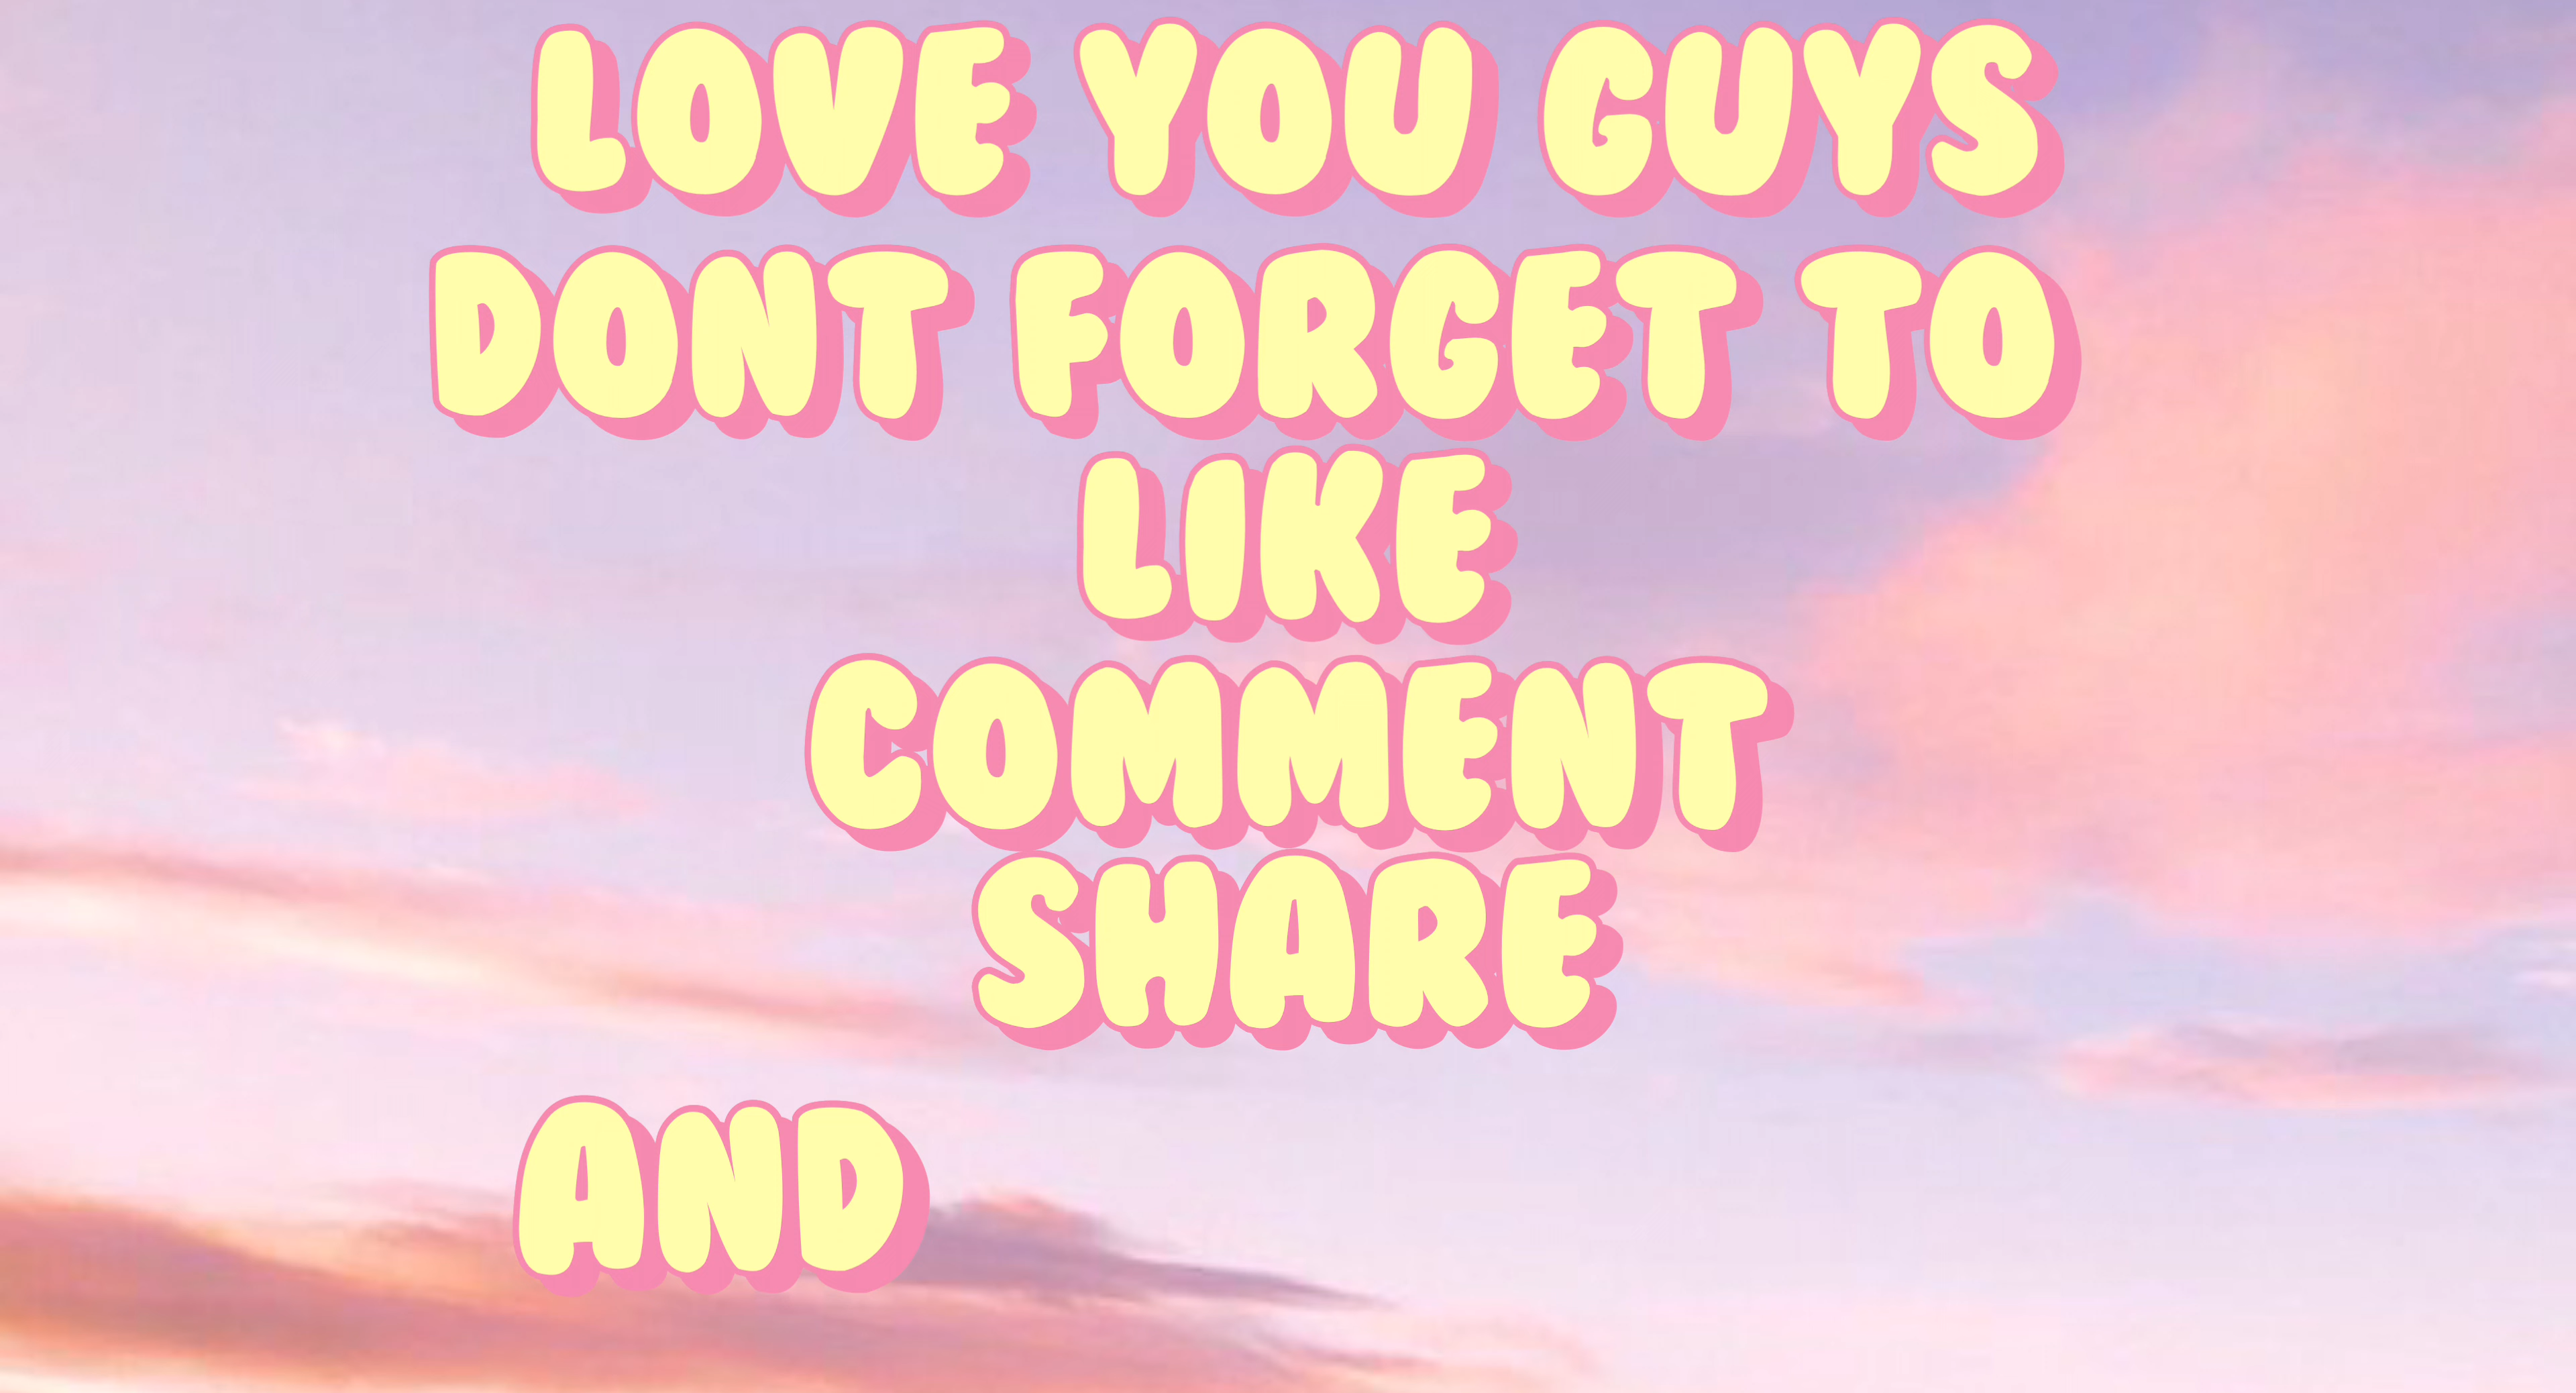 LOVE YOU GUYS
DONT FORGET TO
LIKE
COMMENT
SHARE
AND